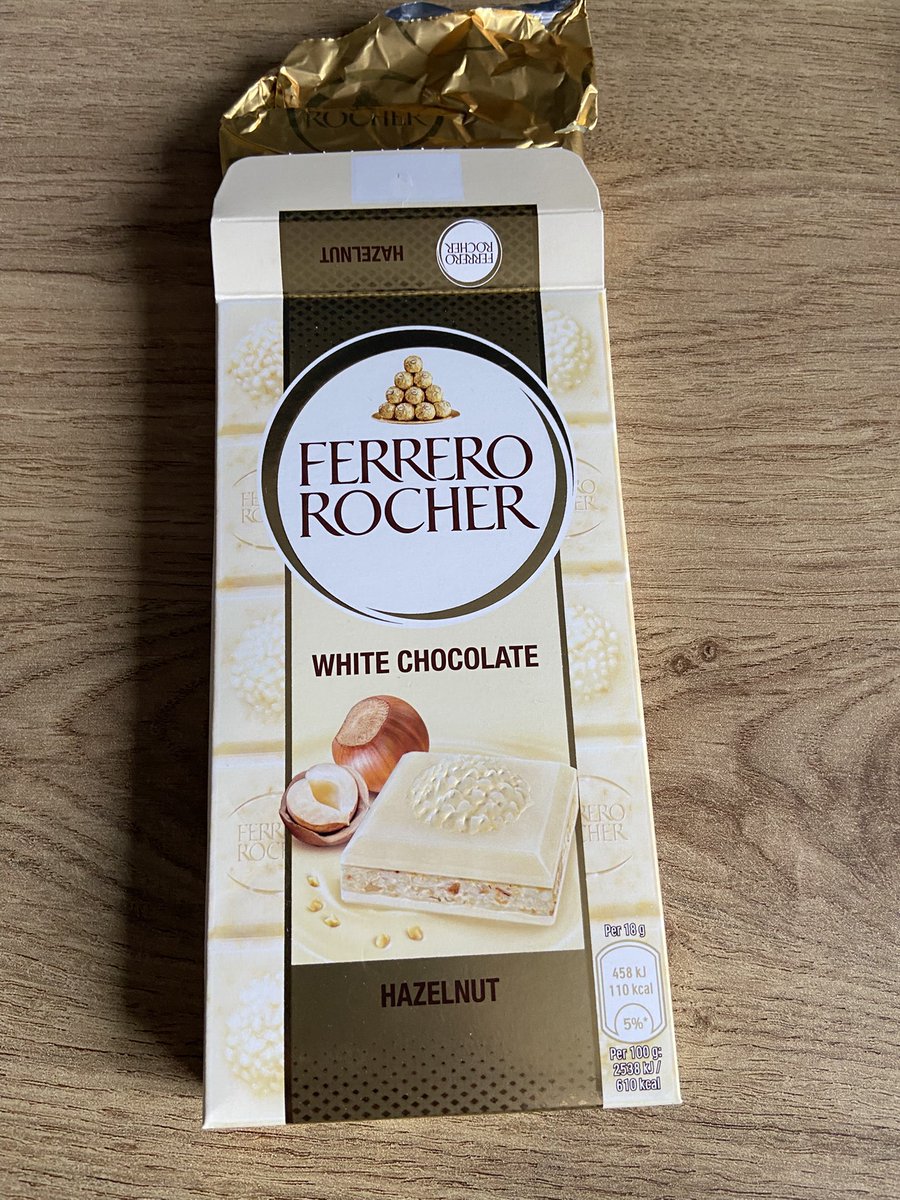 ROCHER
HAZELNUT
FERRERO
ROCHER
FERRERO
ROCHER
WHITE CHOCOLATE
HAZELNUT
Per 18 g
458 kJ
110 kcal
5%*
Per 100 g:
2538 kJ /
610 kcal